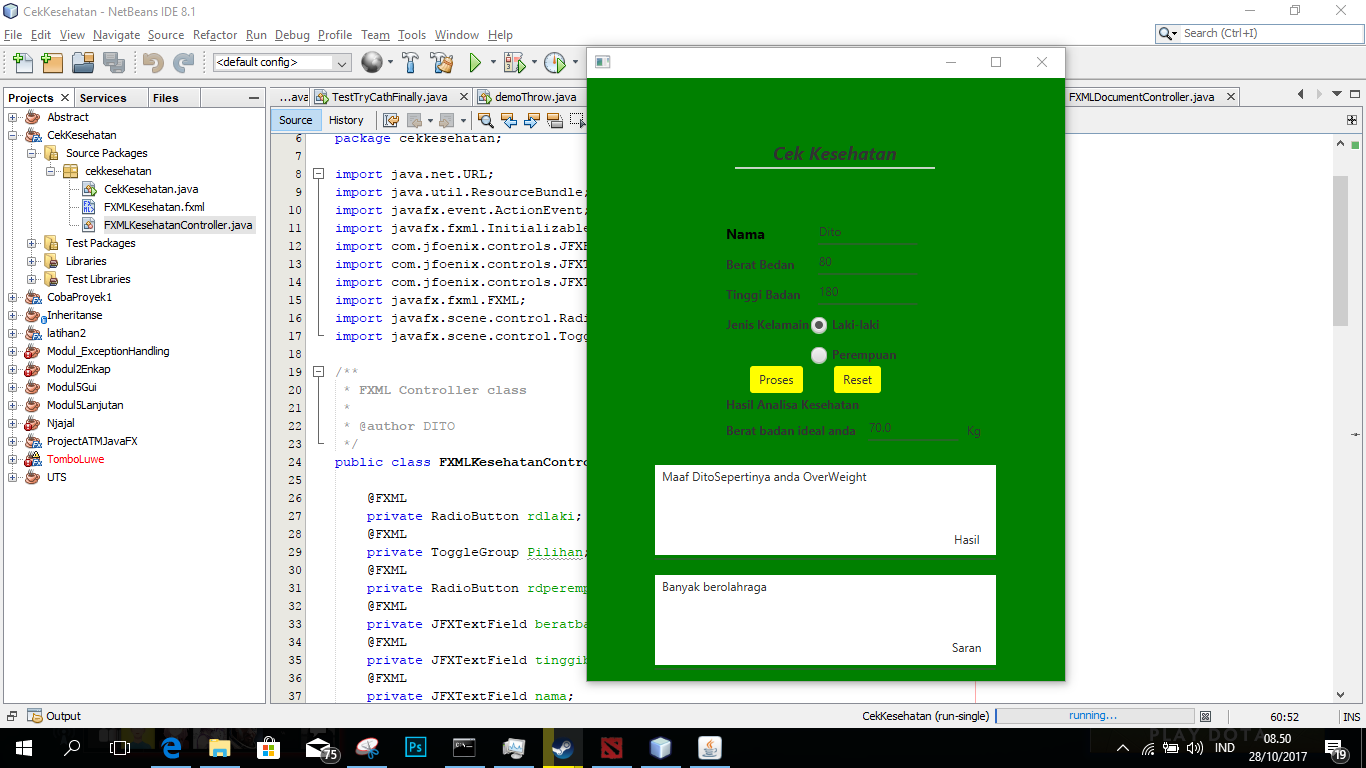 CekKesehatan - NetBeans IDE 8.1
File Edit View Navigate Source Refactor Run Debug Profile Team Tools Window Help
Search (Ctrl+I)
<default config>
Projects Services Files
...ava TestTryCathFinally.java demoThrow.java FXMLDocumentController.java
Source History
Abstract
CekKesehatan
Source Packages
cekkesehatan
CekKesehatan.java
FXMLKesehatan.fxml
FXMLKesehatanController.java
Test Packages
Libraries
Test Libraries
CobaProyek1
Inheritanse
latihan2
Modul_ExceptionHandling
Modul2Enkap
Modul5Gui
Modul5Lanjutan
Njajal
ProjectATMJavaFX
TomboLuwe
UTS
6 package cekkesehatan;
7
8 import java.net.URL;
9 import java.util.ResourceBundle;
10 import javafx.event.ActionEvent;
11 import javafx.fxml.Initializable
12 import com.jfoenix.controls.JFX
13 import com.jfoenix.controls.JFXT
14 import com.jfoenix.controls.JFXT
15 import javafx.fxml.FXML;
16 import javafx.scene.control.Radi
17 import javafx.scene.control.Togg
18
19 /**
20 * FXML Controller class
21 *
22 * @author DITO
23 */
24 public class FXMLKesehatanContro
25
26 @FXML
27 private RadioButton rdlaki;
28 @FXML
29 private ToggleGroup Pilihan;
30 @FXML
31 private RadioButton rdperemp
32 @FXML
33 private JFXTextField beratba
34 @FXML
35 private JFXTextField tinggib
36 @FXML
37 private JFXTextField nama;
Cek Kesehatan
Nama Dito
Berat Bedan 80
Tinggi Badan 180
Jenis Kelamain Laki-laki
Perempuan
Proses Reset
Hasil Analisa Kesehatan
Berat badan ideal anda 70.0 Kg
Maaf DitoSepertinya anda OverWeight
Hasil
Banyak berolahraga
Saran
Output
CekKesehatan (run-single) running... 60:52 INS
PLAY DOTA
75
Ps
IND
08.50
28/10/2017
19